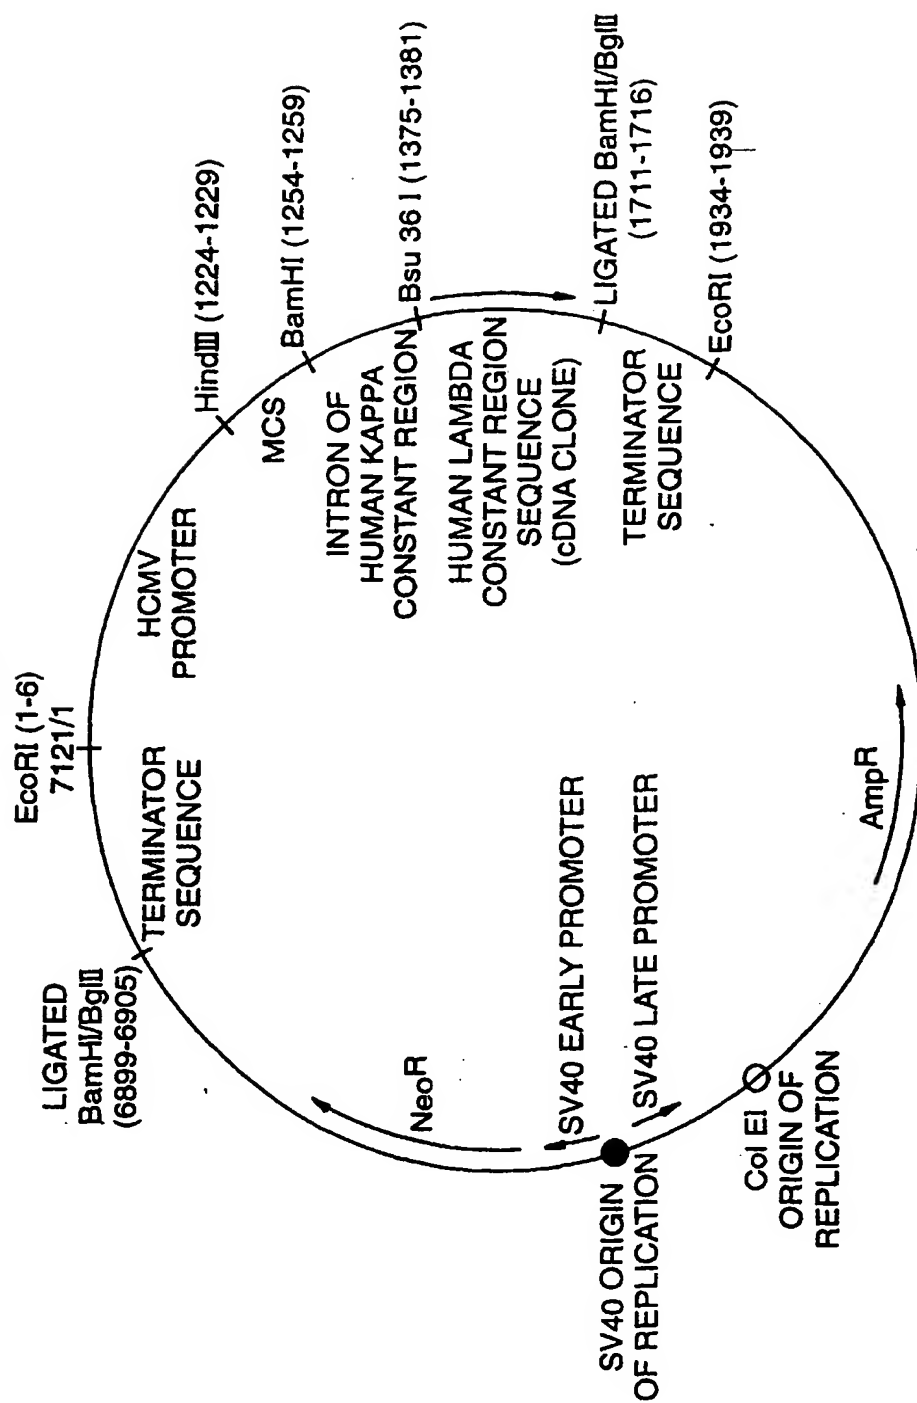 EcoRI (1-6)
7121/1
HCMV
PROMOTER
HindⅢ (1224-1229)
MCS
BamHI (1254-1259)
INTRON OF
HUMAN KAPPA
CONSTANT REGION
Bsu 36 I (1375-1381)
HUMAN LAMBDA
CONSTANT REGION
SEQUENCE
(cDNA CLONE)
LIGATED BamHI/BglⅡ
(1711-1716)
TERMINATOR
SEQUENCE
EcoRI (1934-1939)
AmpR
Col EI
ORIGIN OF
REPLICATION
SV40 LATE PROMOTER
SV40 EARLY PROMOTER
SV40 ORIGIN
OF REPLICATION
NeoR
LIGATED
BamHI/BglⅡ
(6899-6905)
TERMINATOR
SEQUENCE